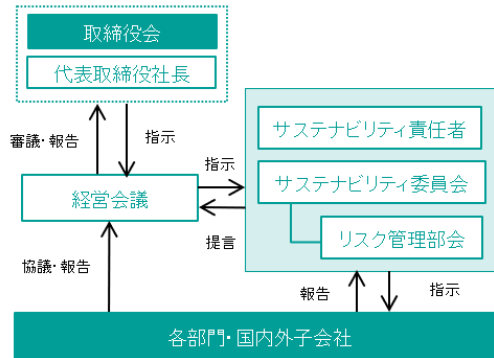 取締役会
代表取締役社長
審議・報告
指示
サステナビリティ責任者
指示
サステナビリティ委員会
経営会議
提言
リスク管理部会
協議・報告
報告
指示
各部門・国内外子会社